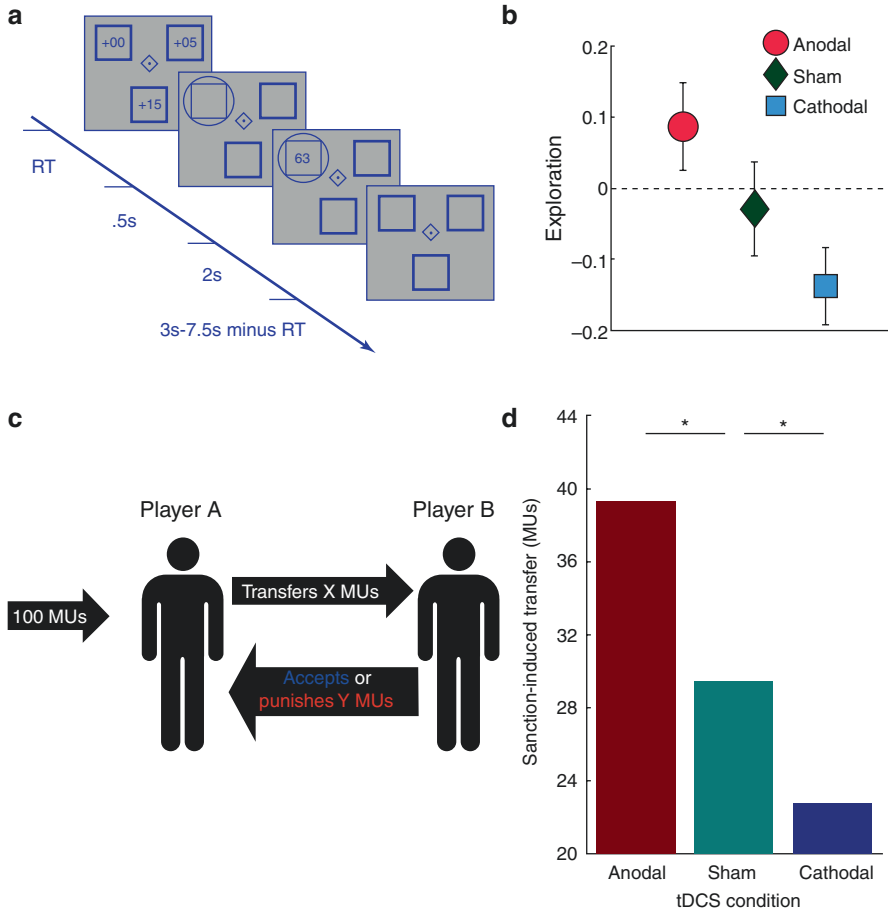 a
+00 +05
+15
63
RT
.5s
2s
3s-7.5s minus RT
b
Exploration
0.2
0.1
0
–0.1
–0.2
Anodal
Sham
Cathodal
c
Player A
Player B
100 MUs
Transfers X MUs
Accepts or
punishes Y MUs
d
Sanction-induced transfer (MUs)
44
40
36
32
28
24
20
* *
Anodal Sham Cathodal
tDCS condition